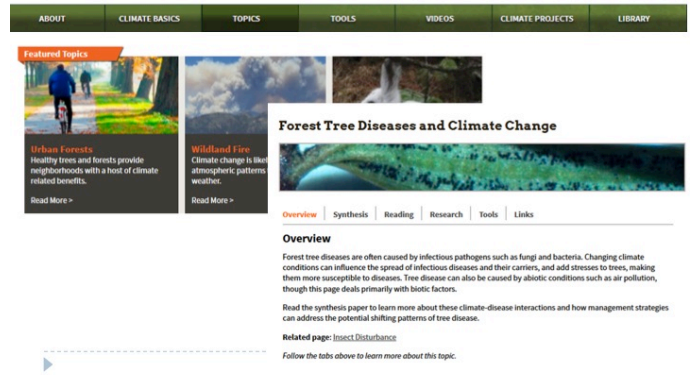 ABOUT CLIMATE BASICS TOPICS TOOLS VIDEOS CLIMATE PROJECTS LIBRARY
Featured Topics
Urban Forests
Healthy trees and forests provide
neighborhoods with a host of climate
related benefits.
Read More >
Wildland Fire
Climate change is likel
atmospheric patterns
weather.
Read More >
Forest Tree Diseases and Climate Change
Overview Synthesis Reading Research Tools Links
Overview
Forest tree diseases are often caused by infectious pathogens such as fungi and bacteria. Changing climate
conditions can influence the spread of infectious diseases and their carriers, and add stresses to trees, making
them more susceptible to diseases. Tree disease can also be caused by abiotic conditions such as air pollution,
though this page deals primarily with biotic factors.
Read the synthesis paper to learn more about these climate-disease interactions and how management strategies
can address the potential shifting patterns of tree disease.
Related page: Insect Disturbance
Follow the tabs above to learn more about this topic.